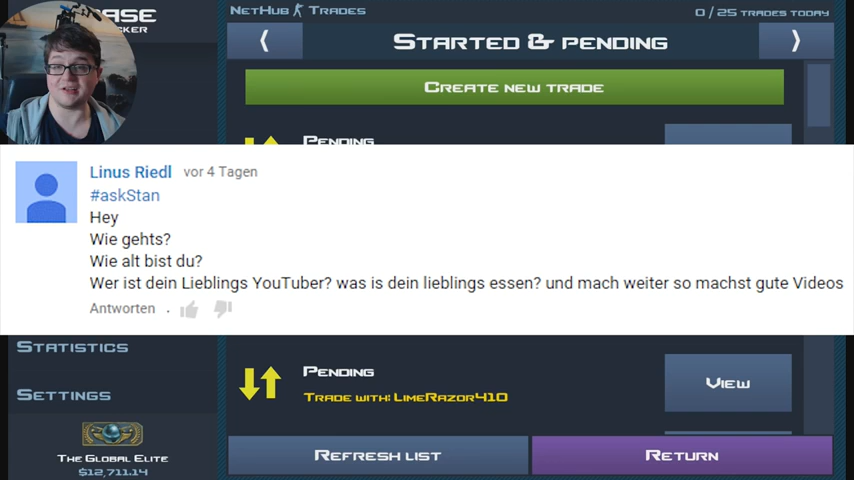 NetHub Trades
0 / 25 trades today
ASE
KER
Started & pending
Create new trade
Pending
Linus Riedl vor 4 Tagen
#askStan
Hey
Wie gehts?
Wie alt bist du?
Wer ist dein Lieblings YouTuber? was is dein lieblings essen? und mach weiter so machst gute Videos
Antworten .
Statistics
Settings
Pending
Trade with: LimeRazor410
View
The Global Elite
$12,711.14
Refresh list
Return